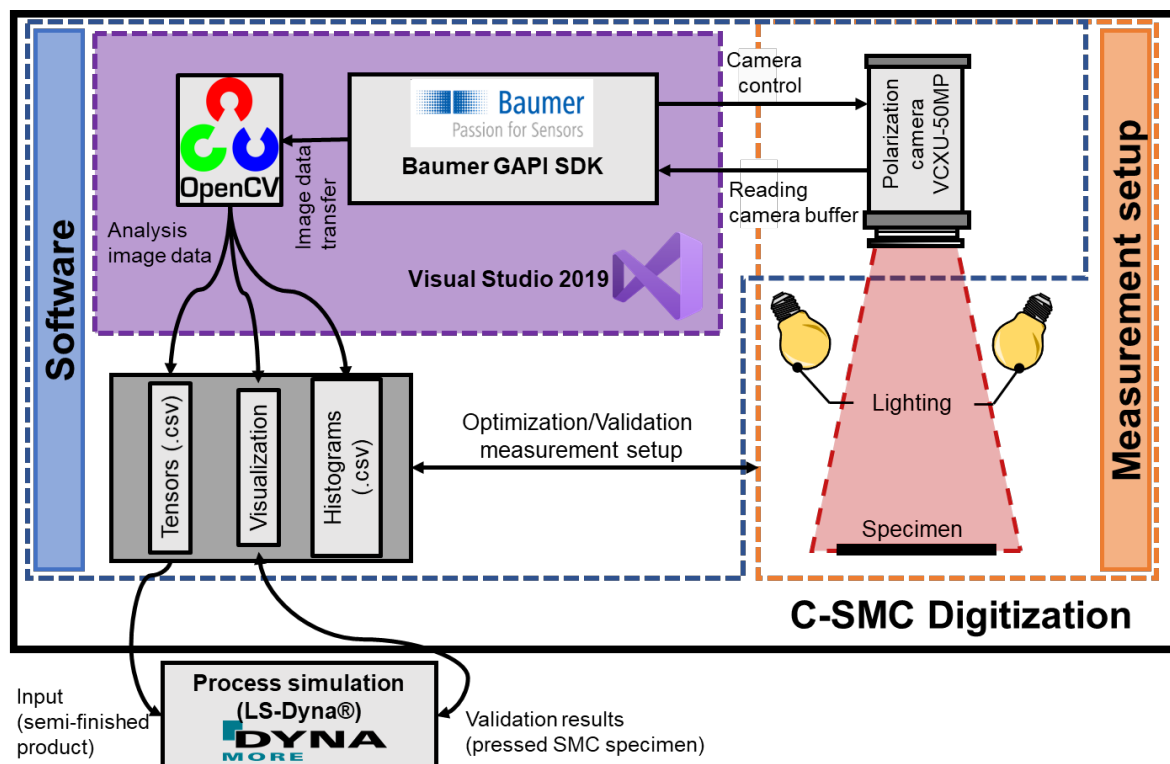 Software
OpenCV
Baumer
Passion for Sensors
Baumer GAPI SDK
Image data
transfer
Analysis
image data
Visual Studio 2019
Camera
control
Reading
camera buffer
Polarization
camera
VCXU-50MP
Measurement setup
Lighting
Specimen
Tensors (.csv)
Visualization
Histograms
(.csv)
Optimization/Validation
measurement setup
C-SMC Digitization
Input
(semi-finished
product)
Process simulation
(LS-Dyna®)
DYNA
MORE
Validation results
(pressed SMC specimen)